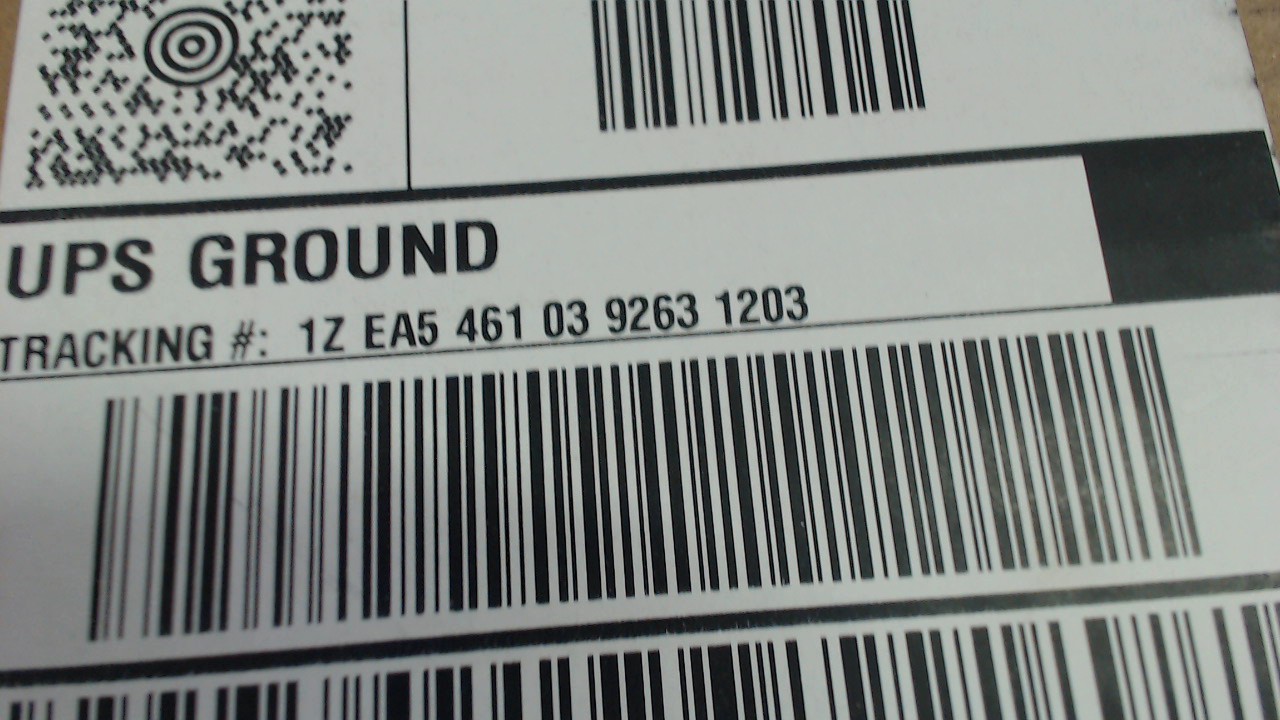 UPS GROUND
TRACKING #: 1Z EA5 461 03 9263 1203